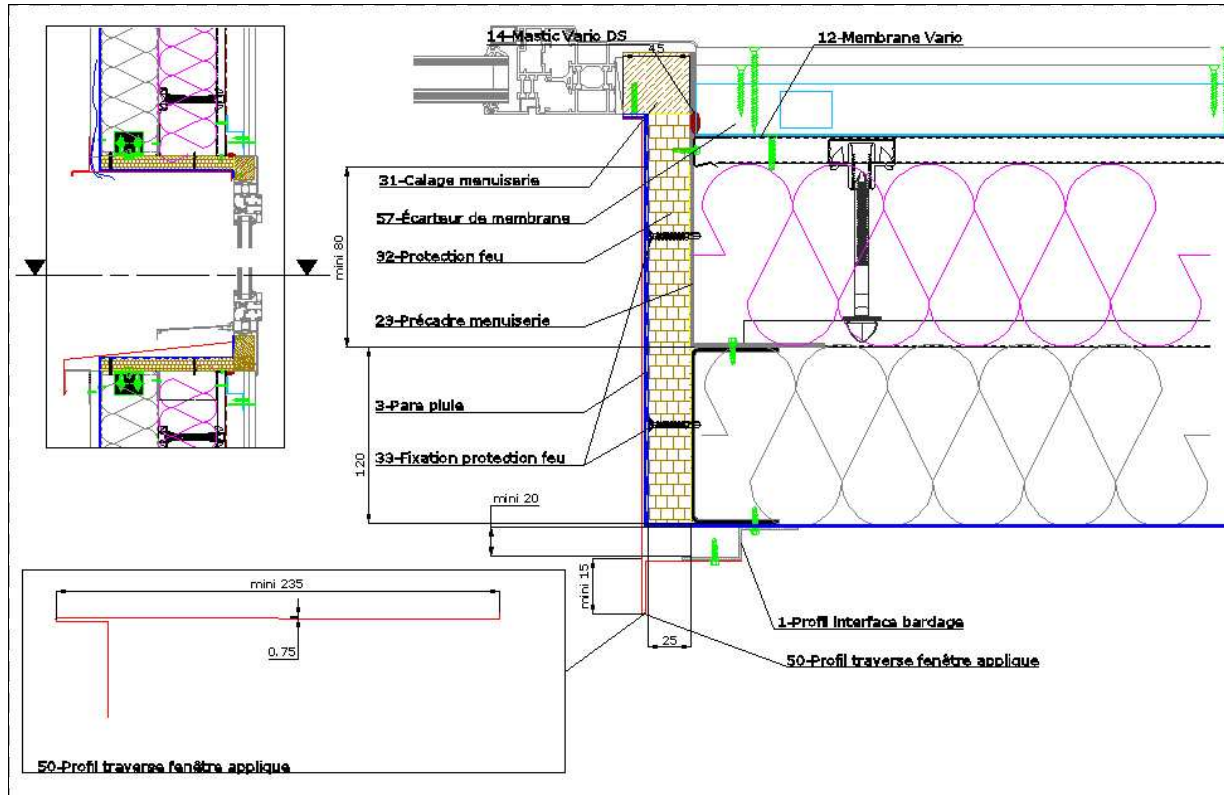 14-Mastic Vario DS
12-Membrane Vario
45
31-Calage menuiserie
57-Écarteur de membrane
mini 80
32-Protection feu
23-Précadre menuiserie
3-Pare pluie
33-Fixation protection feu
120
mini 20
mini 15
mini 235
0.75
25
1-Profil interface bardage
50-Profil traverse fenêtre applique
50-Profil traverse fenêtre applique